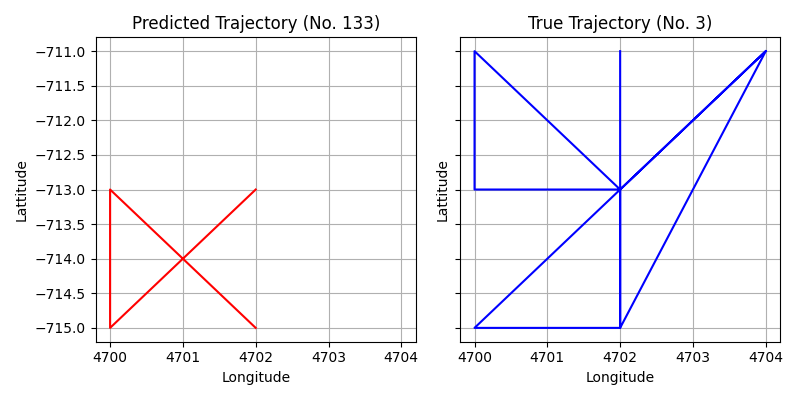 Predicted Trajectory (No. 133)
True Trajectory (No. 3)
−711.0
−711.5
−712.0
−712.5
−713.0
−713.5
−714.0
−714.5
−715.0
Lattitude
Lattitude
4700 4701 4702 4703 4704
4700 4701 4702 4703 4704
Longitude
Longitude